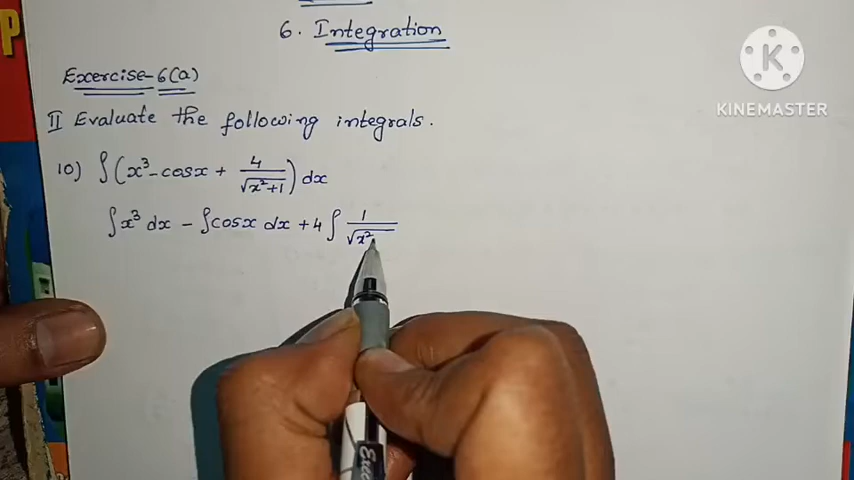 6. Integration
Exercise-6(a)
K
KINEMASTER
II Evaluate the following integrals.
10) ∫(x³ - cosx + 4/√(x²+1)) dx
∫x³ dx - ∫cosx dx + 4∫ 1/√x²
Exce